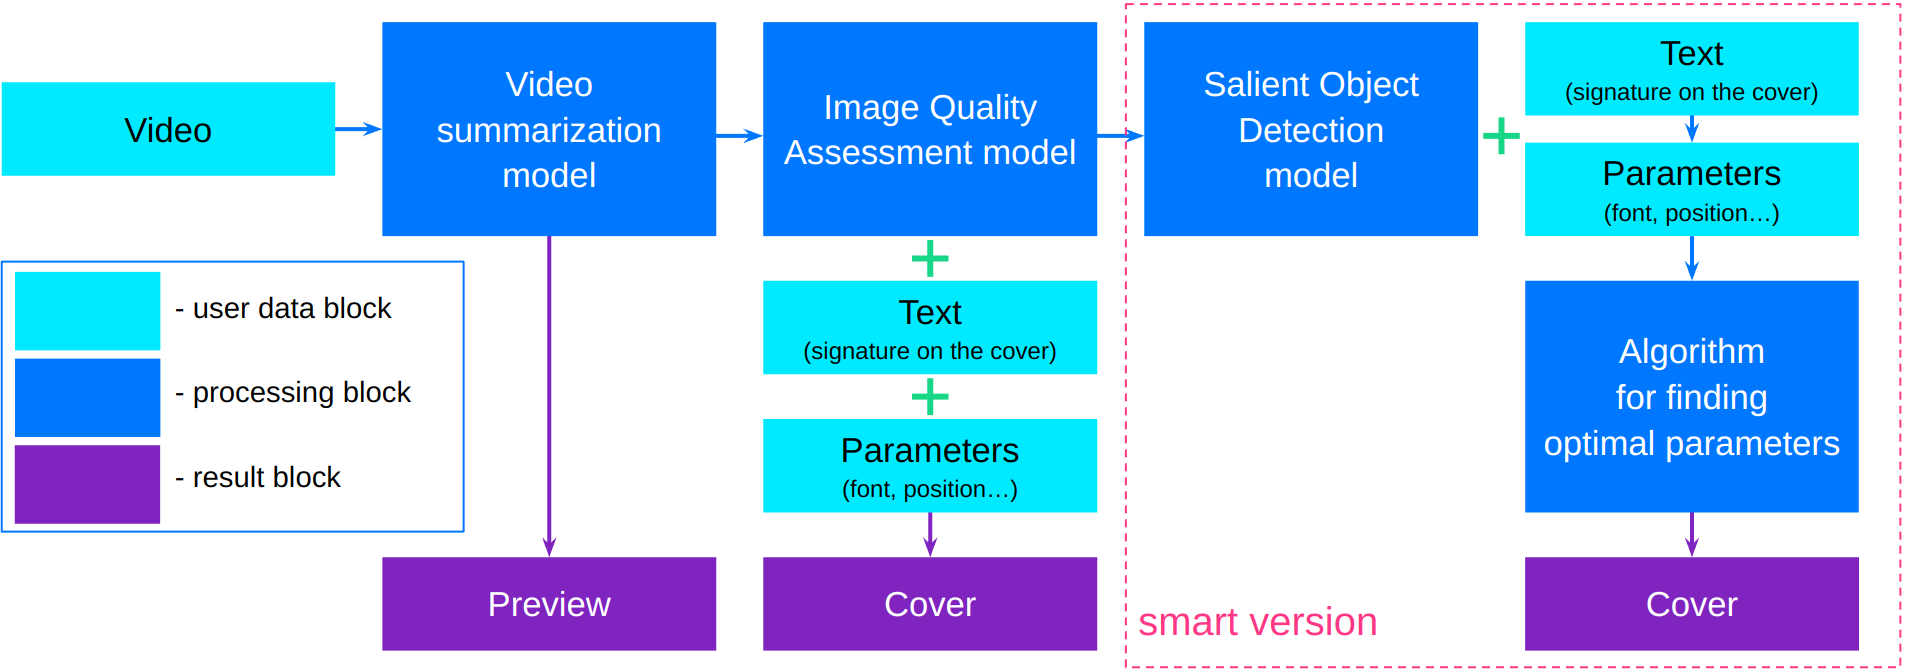 Video
Video
summarization
model
Image Quality
Assessment model
Salient Object
Detection
model
Text
(signature on the cover)
Parameters
(font, position…)
- user data block
- processing block
- result block
Text
(signature on the cover)
Parameters
(font, position…)
Algorithm
for finding
optimal parameters
Preview
Cover
smart version
Cover